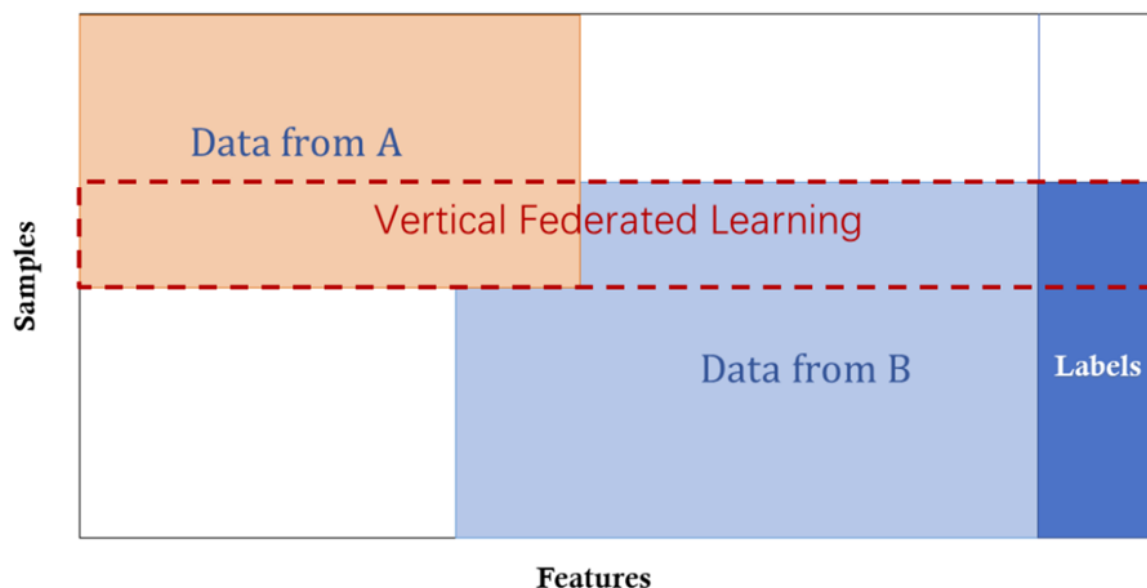 Data from A
Vertical Federated Learning
Samples
Data from B
Labels
Features